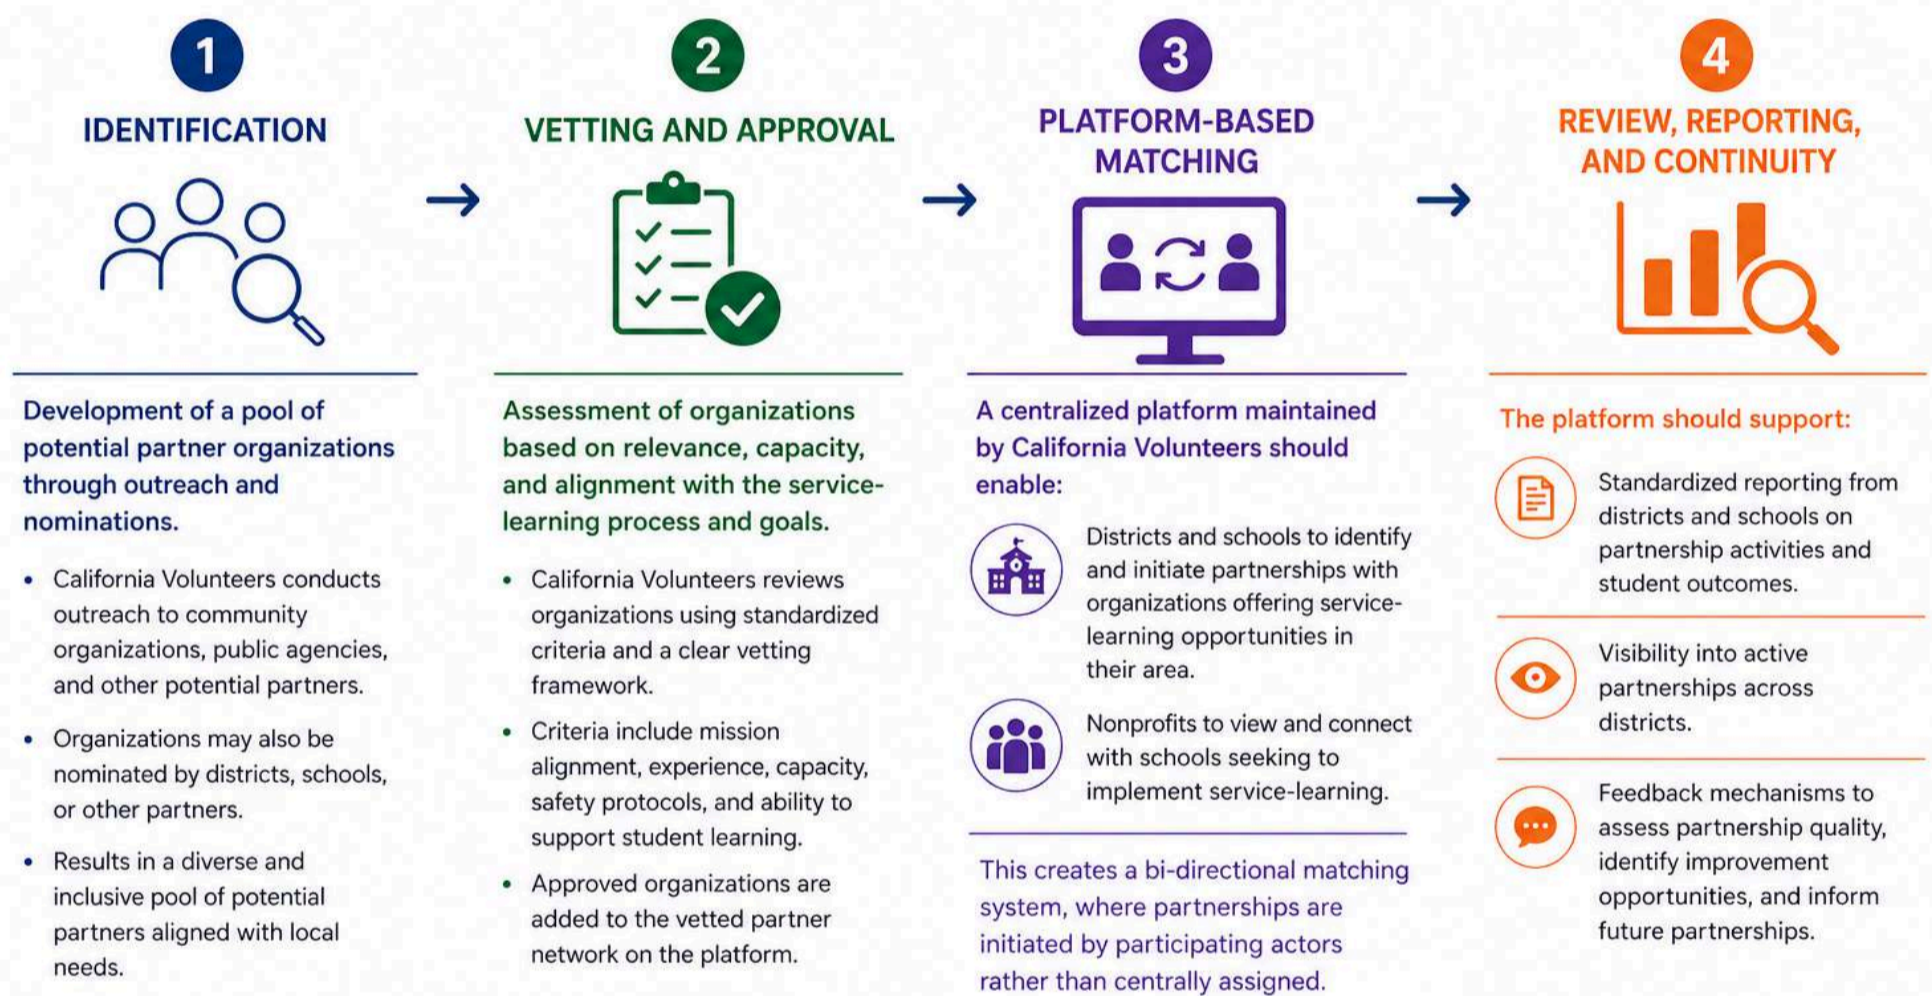 1
IDENTIFICATION
Development of a pool of
potential partner organizations
through outreach and
nominations.
• California Volunteers conducts
outreach to community
organizations, public agencies,
and other potential partners.
• Organizations may also be
nominated by districts, schools,
or other partners.
• Results in a diverse and
inclusive pool of potential
partners aligned with local
needs.
2
VETTING AND APPROVAL
Assessment of organizations
based on relevance, capacity,
and alignment with the service-
learning process and goals.
• California Volunteers reviews
organizations using standardized
criteria and a clear vetting
framework.
• Criteria include mission
alignment, experience, capacity,
safety protocols, and ability to
support student learning.
• Approved organizations are
added to the vetted partner
network on the platform.
3
PLATFORM-BASED
MATCHING
A centralized platform maintained
by California Volunteers should
enable:
Districts and schools to identify
and initiate partnerships with
organizations offering service-
learning opportunities in
their area.
Nonprofits to view and connect
with schools seeking to
implement service-learning.
This creates a bi-directional matching
system, where partnerships are
initiated by participating actors
rather than centrally assigned.
4
REVIEW, REPORTING,
AND CONTINUITY
The platform should support:
Standardized reporting from
districts and schools on
partnership activities and
student outcomes.
Visibility into active
partnerships across
districts.
Feedback mechanisms to
assess partnership quality,
identify improvement
opportunities, and inform
future partnerships.